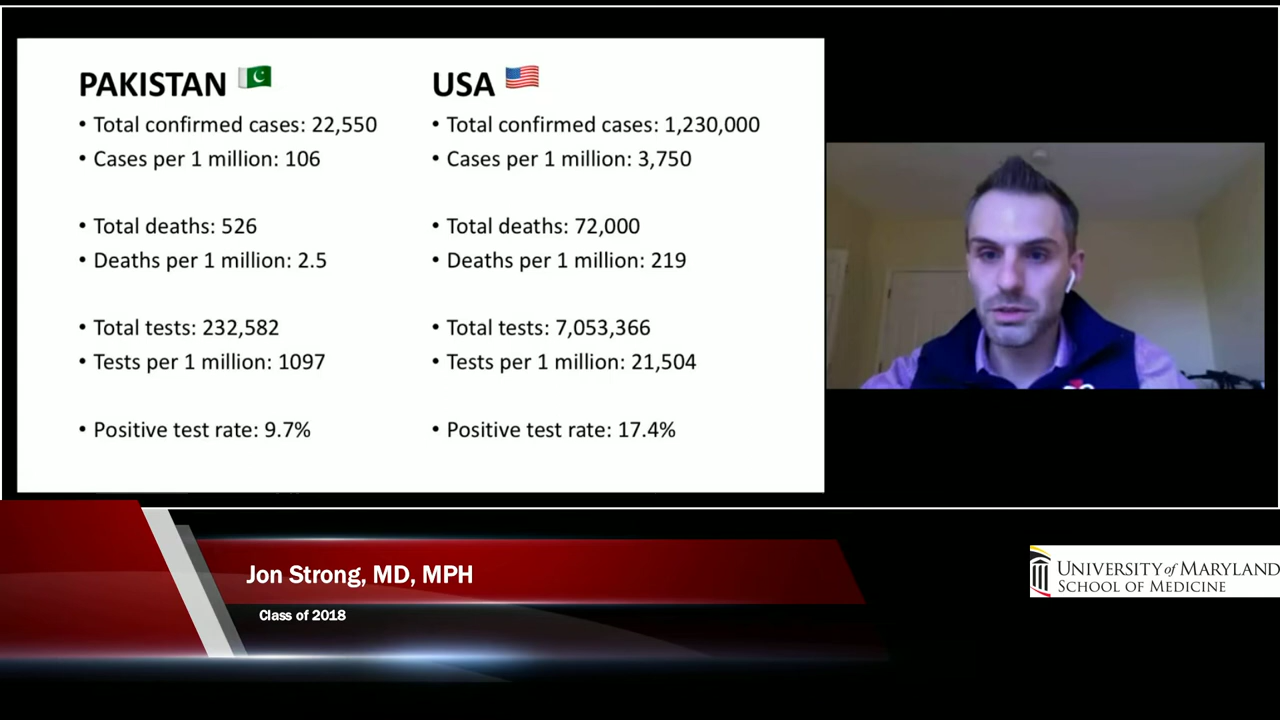 PAKISTAN
• Total confirmed cases: 22,550
• Cases per 1 million: 106
• Total deaths: 526
• Deaths per 1 million: 2.5
• Total tests: 232,582
• Tests per 1 million: 1097
• Positive test rate: 9.7%
USA
• Total confirmed cases: 1,230,000
• Cases per 1 million: 3,750
• Total deaths: 72,000
• Deaths per 1 million: 219
• Total tests: 7,053,366
• Tests per 1 million: 21,504
• Positive test rate: 17.4%
Jon Strong, MD, MPH
Class of 2018
UNIVERSITY of MARYLAND
SCHOOL OF MEDICINE